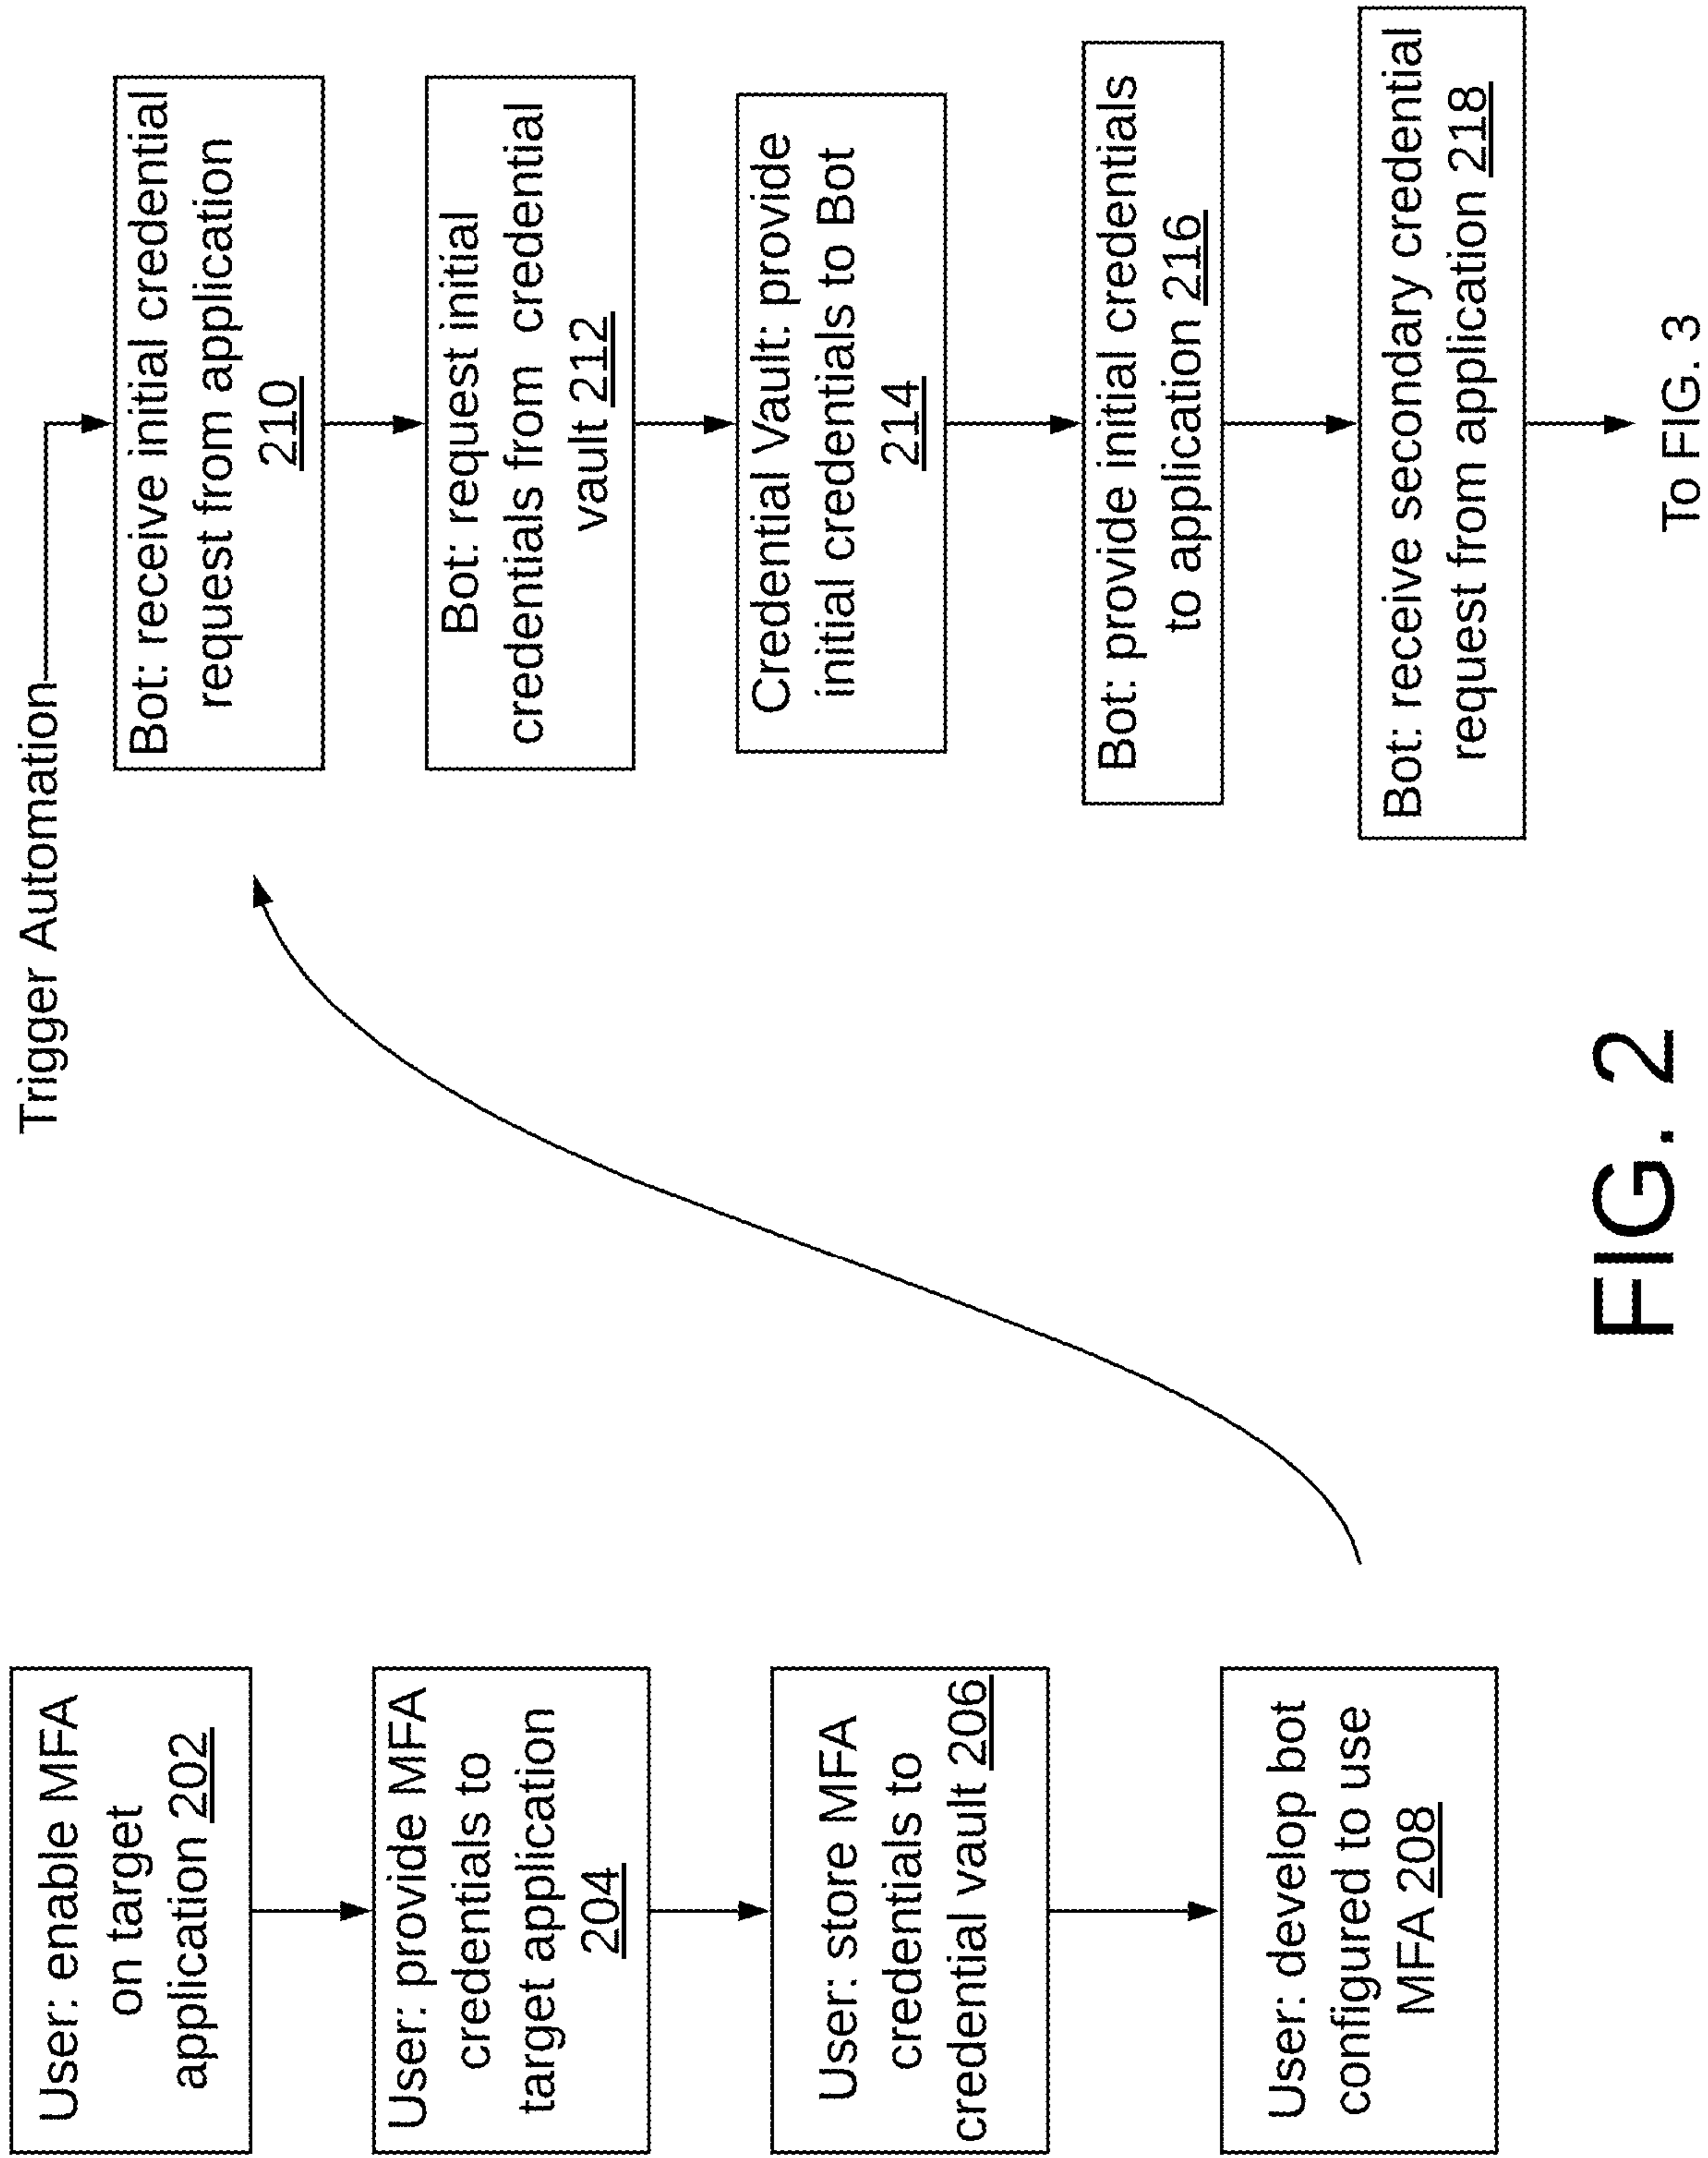 User: enable MFA
on target
application 202
User: provide MFA
credentials to
target application
204
User: store MFA
credentials to
credential vault 206
User: develop bot
configured to use
MFA 208
Trigger Automation
Bot: receive initial credential
request from application
210
Bot: request initial
credentials from credential
vault 212
Credential Vault: provide
initial credentials to Bot
214
Bot: provide initial credentials
to application 216
Bot: receive secondary credential
request from application 218
To FIG. 3
FIG. 2